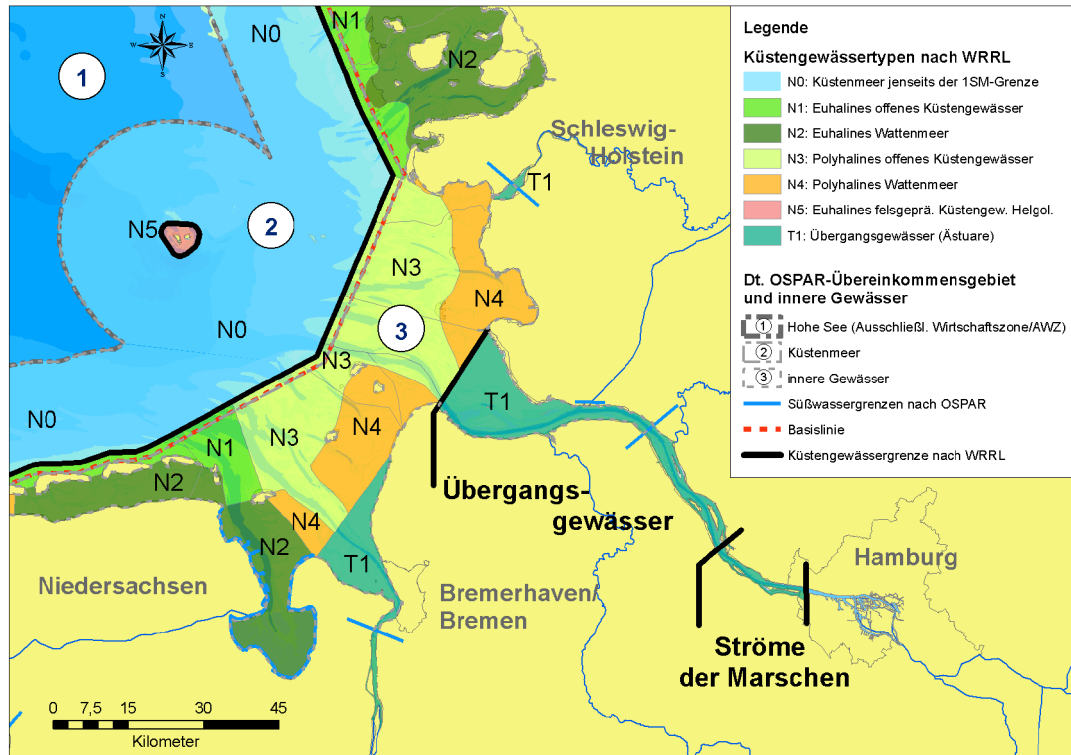 N
W
E
S
1
N0
N1
N2
Schleswig-
Holstein
T1
N5
2
N0
N3
N4
3
N3
N0
N3
N4
T1
N1
N2
N4
N2
T1
Übergangs-
gewässer
Niedersachsen
Bremerhaven/
Bremen
Hamburg
Ströme
der Marschen
0 7,5 15 30 45
Kilometer
Legende
Küstengewässertypen nach WRRL
N0: Küstenmeer jenseits der 1SM-Grenze
N1: Euhalines offenes Küstengewässer
N2: Euhalines Wattenmeer
N3: Polyhalines offenes Küstengewässer
N4: Polyhalines Wattenmeer
N5: Euhalines felsgeprä. Küstengew. Helgol.
T1: Übergangsgewässer (Ästuare)
Dt. OSPAR-Übereinkommensgebiet
und innere Gewässer
1 Hohe See (Ausschließl. Wirtschaftszone/AWZ)
2 Küstenmeer
3 innere Gewässer
Süßwassergrenzen nach OSPAR
Basislinie
Küstengewässergrenze nach WRRL